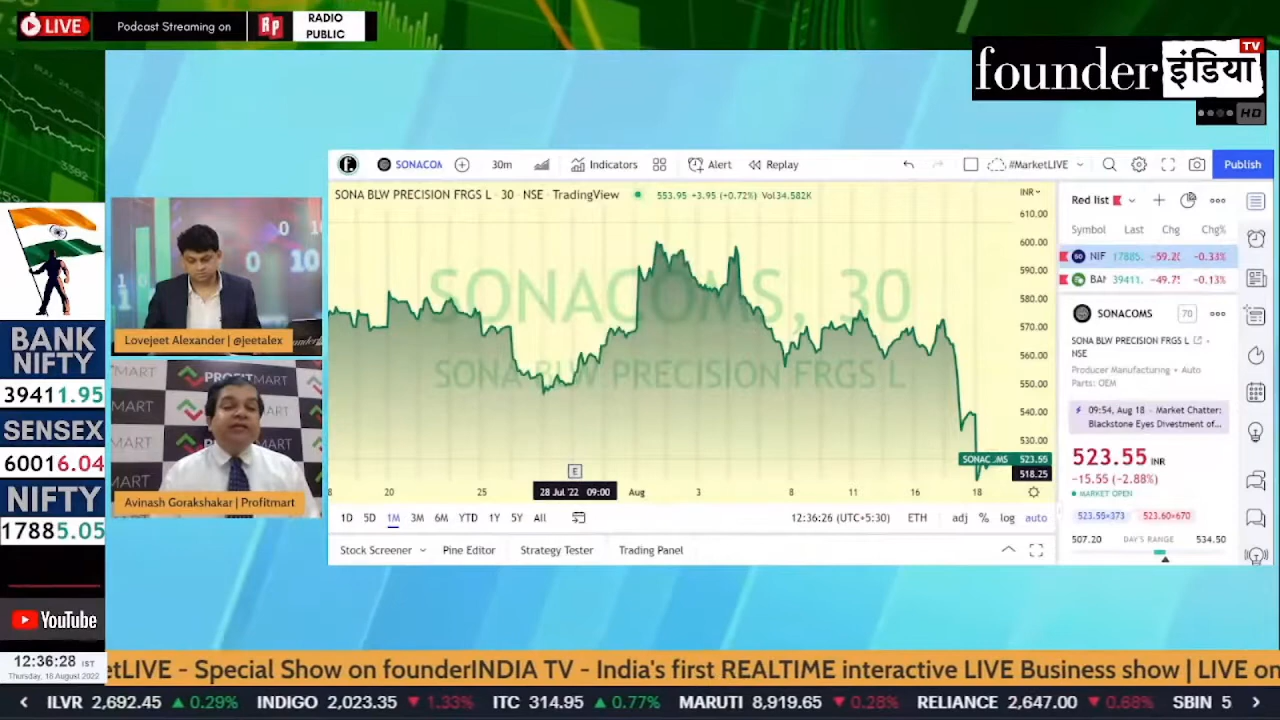 LIVE
Podcast Streaming on
Rp
RADIO
PUBLIC
founder इंडिया TV
HD
SONACOM
30m
Indicators
Alert
Replay
#MarketLIVE
Publish
SONA BLW PRECISION FRGS L · 30 · NSE · TradingView
553.95 +3.95 (+0.72%) Vol34.582K
INR
610.00
600.00
590.00
580.00
570.00
560.00
550.00
540.00
530.00
SONACOMS, 30
SONA BLW PRECISION FRGS L
SONAC...MS 523.55
518.25
E
8
20
25
28 Jul '22 09:00
Aug
3
8
11
16
18
1D 5D 1M 3M 6M YTD 1Y 5Y All
12:36:26 (UTC+5:30)
ETH
adj % log auto
Stock Screener
Pine Editor
Strategy Tester
Trading Panel
Red list
Symbol Last Chg Chg%
NIF 17885. −59.20 −0.33%
BAN 39411. −49.75 −0.13%
SONACOMS
70
SONA BLW PRECISION FRGS L ·
NSE
Producer Manufacturing · Auto
Parts: OEM
09:54, Aug 18 · Market Chatter:
Blackstone Eyes Divestment of...
523.55 INR
−15.55 (−2.88%)
MARKET OPEN
523.55×373 523.60×670
507.20 DAY'S RANGE 534.50
Lovejeet Alexander | @jeetalex
PROFITMART
MART
MART
MART
MART
MART
Avinash Gorakshakar | Profitmart
BANK
NIFTY
39411.95
SENSEX
60016.04
NIFTY
17885.05
YouTube
12:36:28 IST
Thursday, 18 August 2022
etLIVE - Special Show on founderINDIA TV - India's first REALTIME interactive LIVE Business show | LIVE on
ILVR 2,692.45 ▲ 0.29% INDIGO 2,023.35 ▼ 1.33% ITC 314.95 ▲ 0.77% MARUTI 8,919.65 ▼ 0.28% RELIANCE 2,647.00 ▼ 0.68% SBIN 5